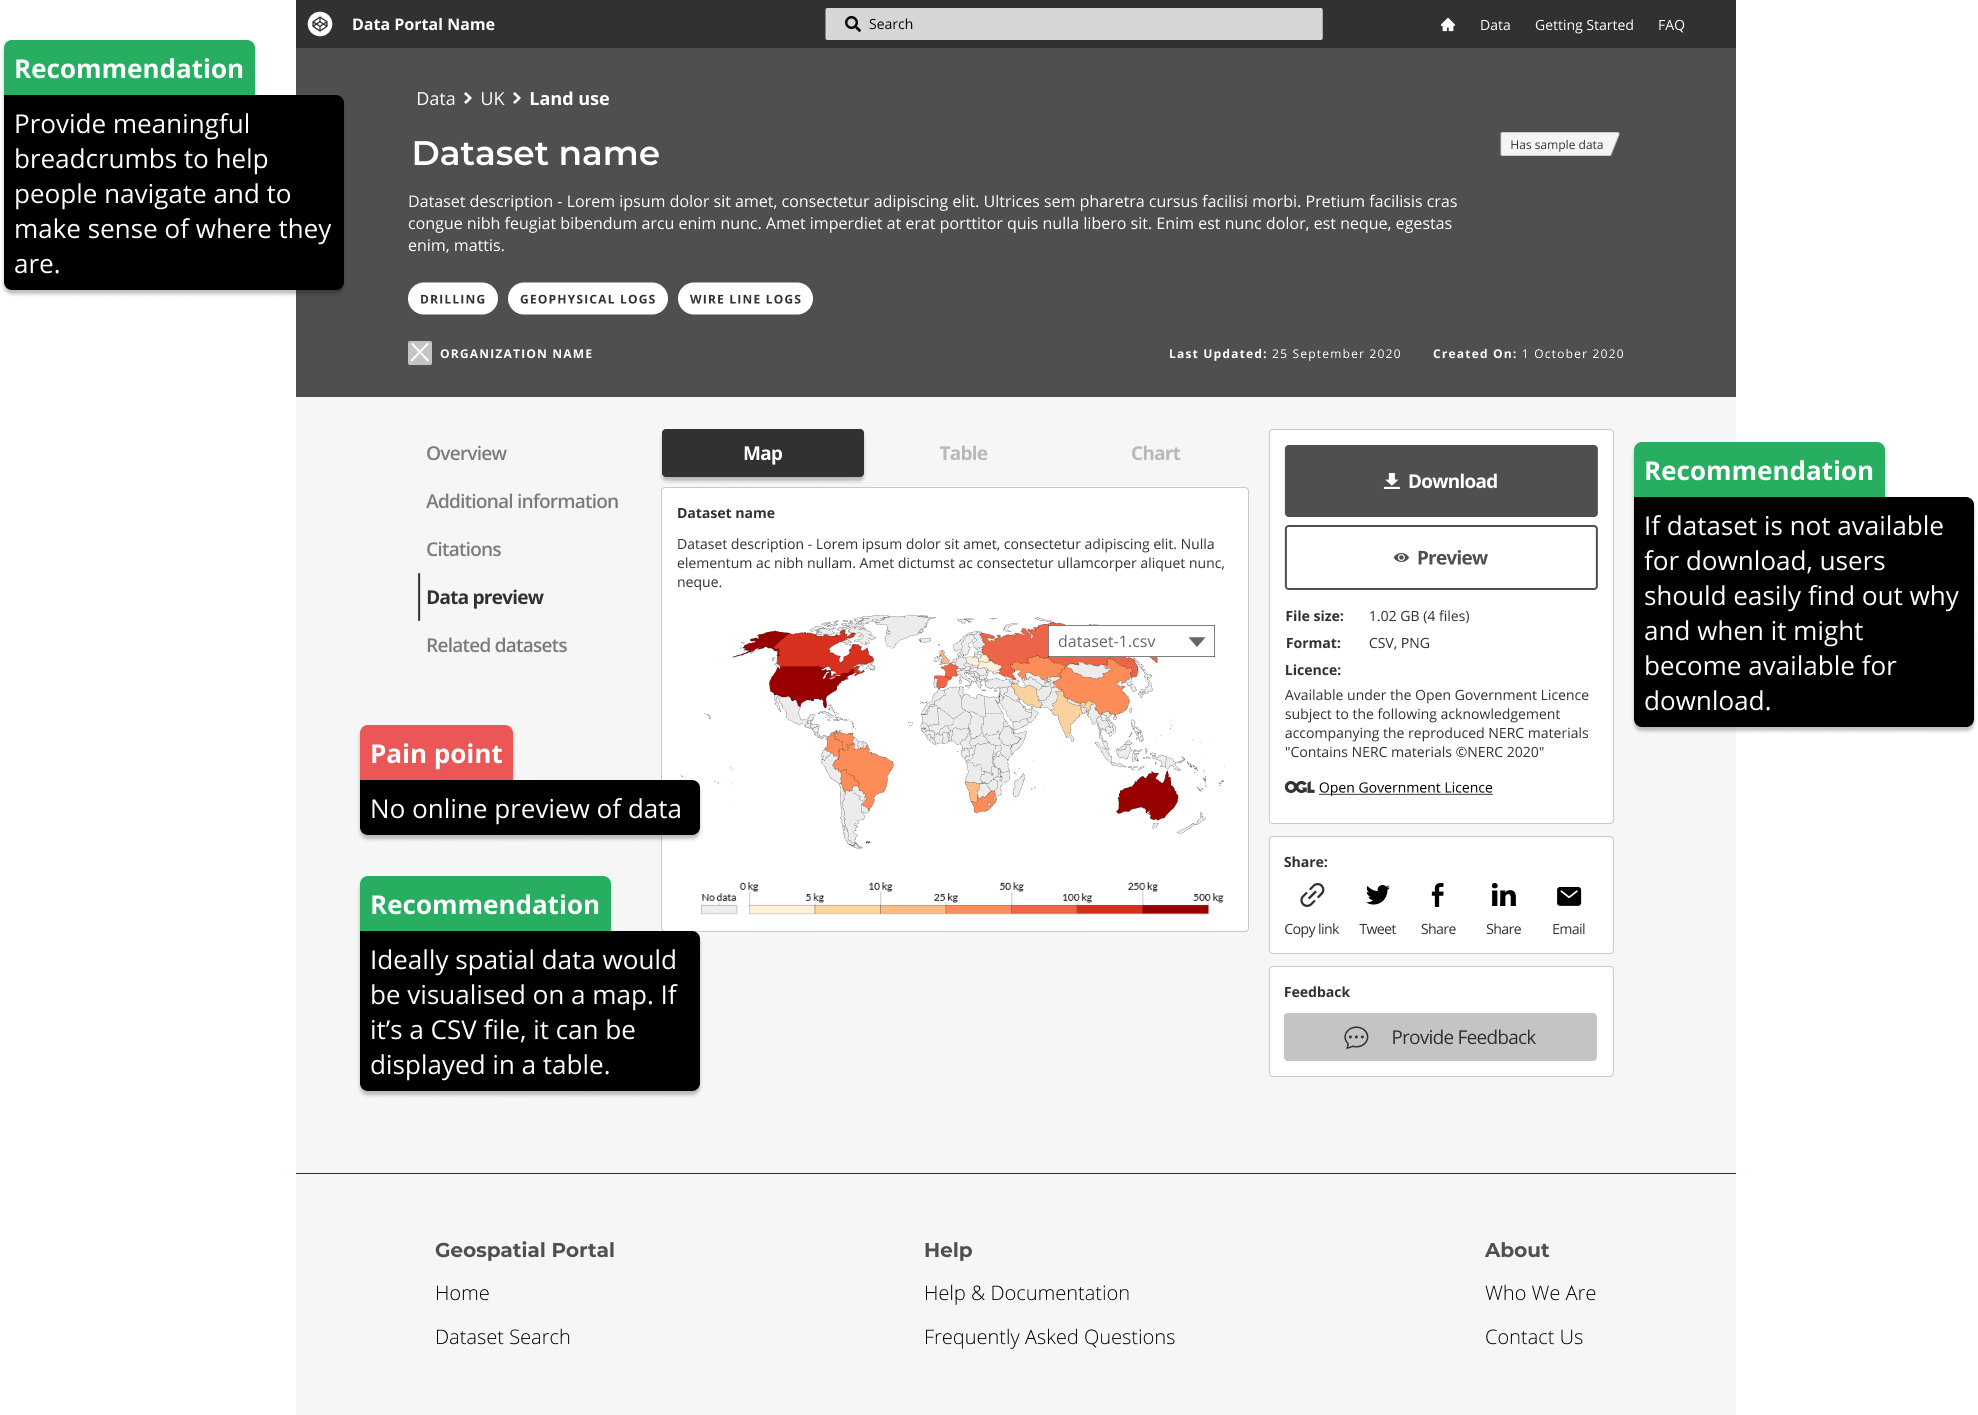 Data Portal Name
Search
Data
Getting Started
FAQ
Recommendation
Provide meaningful
breadcrumbs to help
people navigate and to
make sense of where they
are.
Data > UK > Land use
Dataset name
Has sample data
Dataset description - Lorem ipsum dolor sit amet, consectetur adipiscing elit. Ultrices sem pharetra cursus facilisi morbi. Pretium facilisis cras
congue nibh feugiat bibendum arcu enim nunc. Amet imperdiet at erat porttitor quis nulla libero sit. Enim est nunc dolor, est neque, egestas
enim, mattis.
DRILLING
GEOPHYSICAL LOGS
WIRE LINE LOGS
ORGANIZATION NAME
Last Updated: 25 September 2020
Created On: 1 October 2020
Overview
Additional information
Citations
Data preview
Related datasets
Pain point
No online preview of data
Recommendation
Ideally spatial data would
be visualised on a map. If
it's a CSV file, it can be
displayed in a table.
Map
Table
Chart
Dataset name
Dataset description - Lorem ipsum dolor sit amet, consectetur adipiscing elit. Nulla
elementum ac nibh nullam. Amet dictumst ac consectetur ullamcorper aliquet nunc,
neque.
dataset-1.csv
No data
0 kg
5 kg
10 kg
25 kg
50 kg
100 kg
250 kg
500 kg
Download
Preview
File size: 1.02 GB (4 files)
Format: CSV, PNG
Licence:
Available under the Open Government Licence
subject to the following acknowledgement
accompanying the reproduced NERC materials
"Contains NERC materials ©NERC 2020"
OGL Open Government Licence
Share:
Copy link
Tweet
Share
Share
Email
Feedback
Provide Feedback
Recommendation
If dataset is not available
for download, users
should easily find out why
and when it might
become available for
download.
Geospatial Portal
Home
Dataset Search
Help
Help & Documentation
Frequently Asked Questions
About
Who We Are
Contact Us